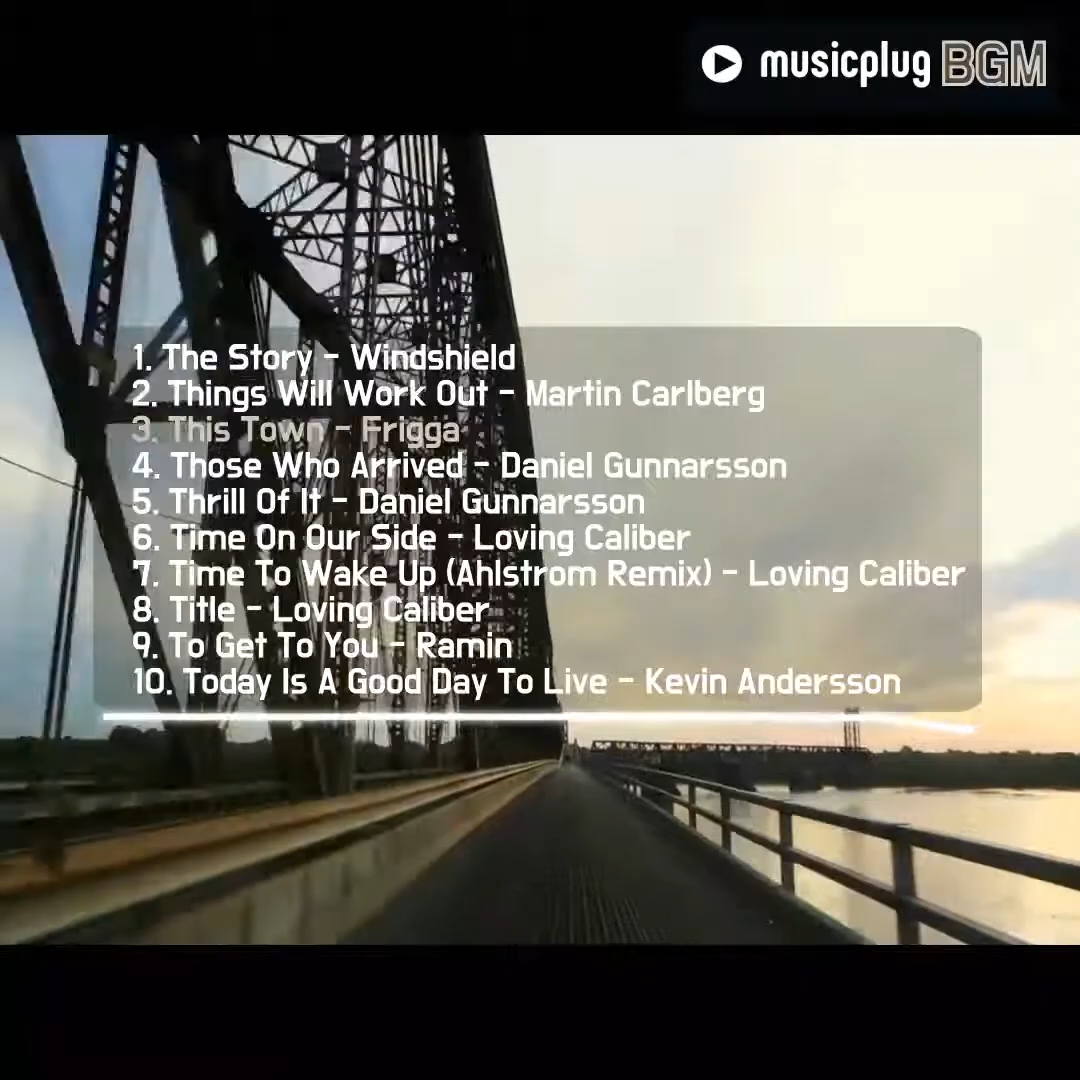 musicplug BGM
1. The Story - Windshield
2. Things Will Work Out - Martin Carlberg
3. This Town - Frigga
4. Those Who Arrived - Daniel Gunnarsson
5. Thrill Of It - Daniel Gunnarsson
6. Time On Our Side - Loving Caliber
7. Time To Wake Up (Ahlstrom Remix) - Loving Caliber
8. Title - Loving Caliber
9. To Get To You - Ramin
10. Today Is A Good Day To Live - Kevin Andersson